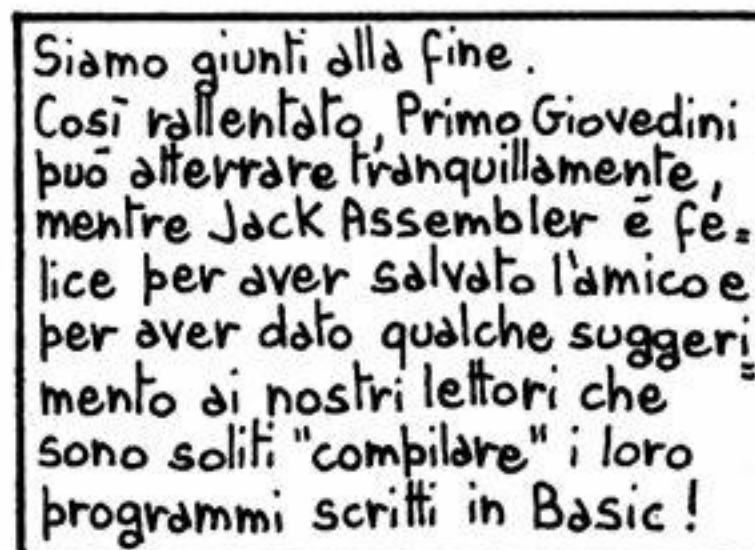 Siamo giunti alla fine.
Così rallentato, Primo Giovedini
può atterrare tranquillamente,
mentre Jack Assembler è fe=
lice per aver salvato l'amico e
per aver dato qualche suggeri=
mento ai nostri lettori che
sono soliti "compilare" i loro
programmi scritti in Basic!